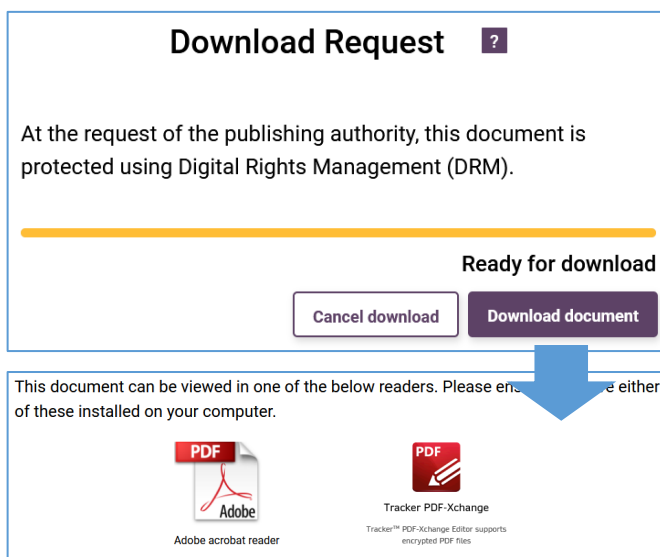 Download Request ?
At the request of the publishing authority, this document is
protected using Digital Rights Management (DRM).
Ready for download
Cancel download
Download document
This document can be viewed in one of the below readers. Please either
of these installed on your computer.
PDF
Adobe
Adobe acrobat reader
PDF
Tracker PDF-Xchange
Tracker™ PDF-Xchange Editor supports
encrypted PDF files